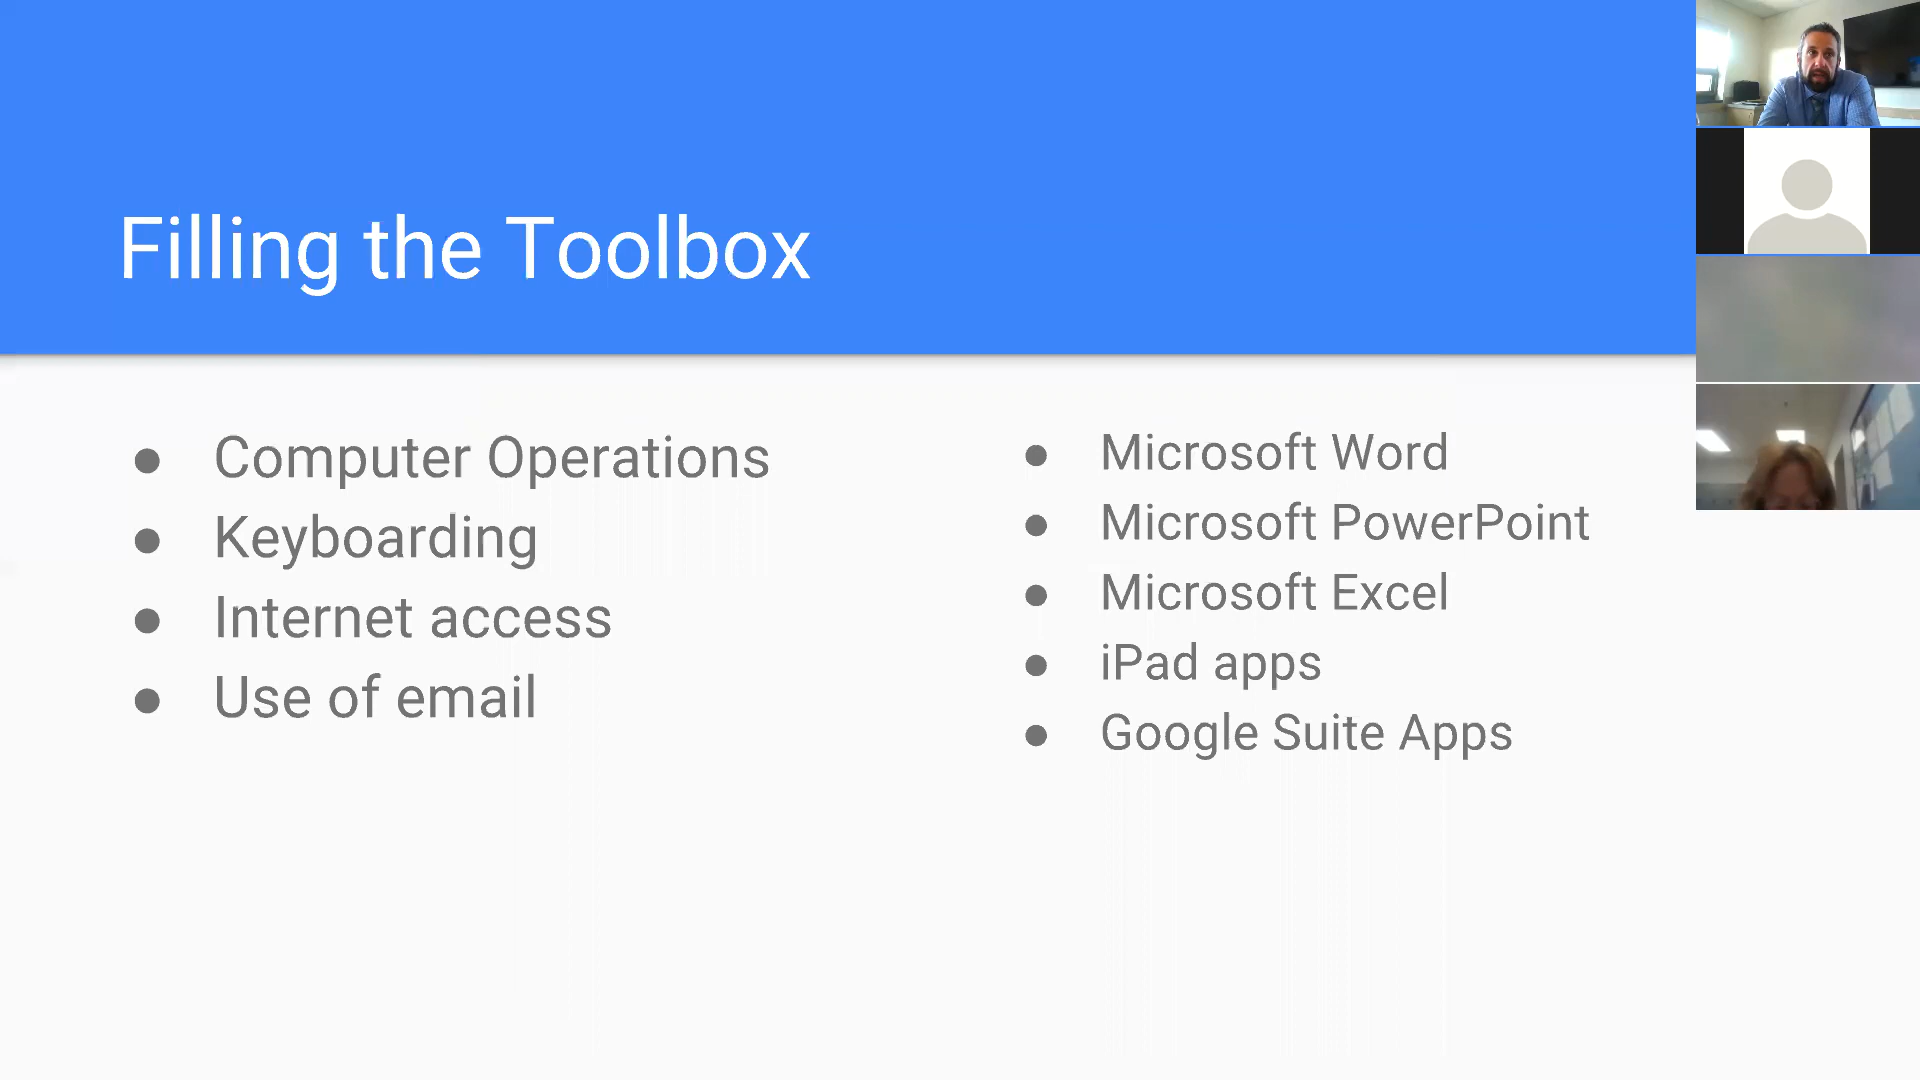 Filling the Toolbox
● Computer Operations
● Keyboarding
● Internet access
● Use of email
● Microsoft Word
● Microsoft PowerPoint
● Microsoft Excel
● iPad apps
● Google Suite Apps